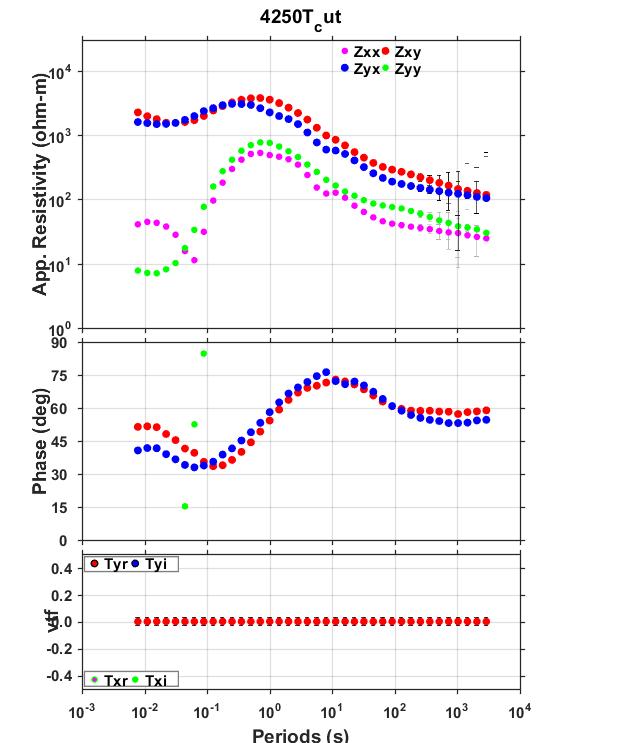 4250T_cut
Zxx Zxy
Zyx Zyy
App. Resistivity (ohm-m)
10^4
10^3
10^2
10^1
10^0
Phase (deg)
90
75
60
45
30
15
0
Tyr Tyi
vtf
0.4
0.2
0.0
-0.2
-0.4
Txr Txi
10^-3 10^-2 10^-1 10^0 10^1 10^2 10^3 10^4
Periods (s)